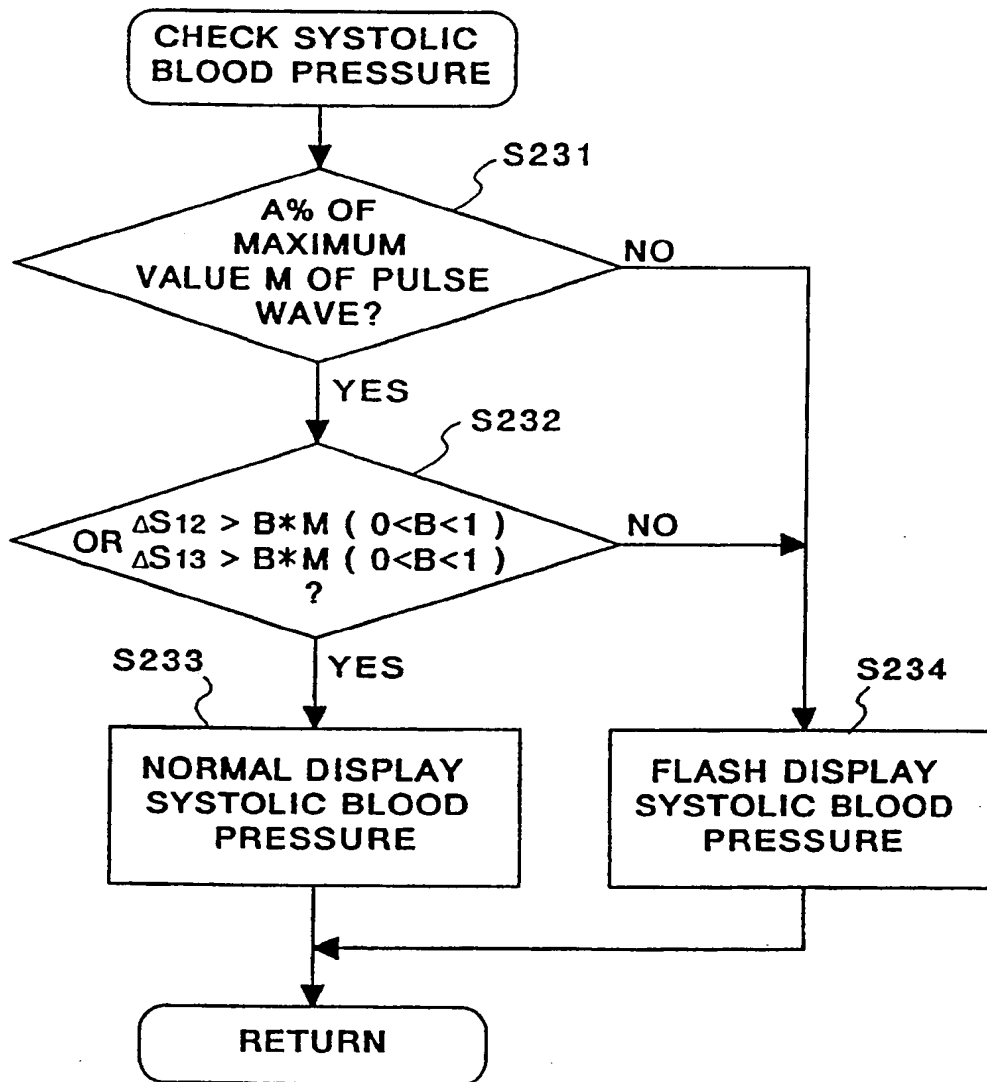 CHECK SYSTOLIC
BLOOD PRESSURE
S231
A% OF
MAXIMUM
VALUE M OF PULSE
WAVE?
NO
YES
S232
ΔS12 > B*M ( 0<B<1 )
OR
ΔS13 > B*M ( 0<B<1 )
?
NO
YES
S233
NORMAL DISPLAY
SYSTOLIC BLOOD
PRESSURE
S234
FLASH DISPLAY
SYSTOLIC BLOOD
PRESSURE
RETURN